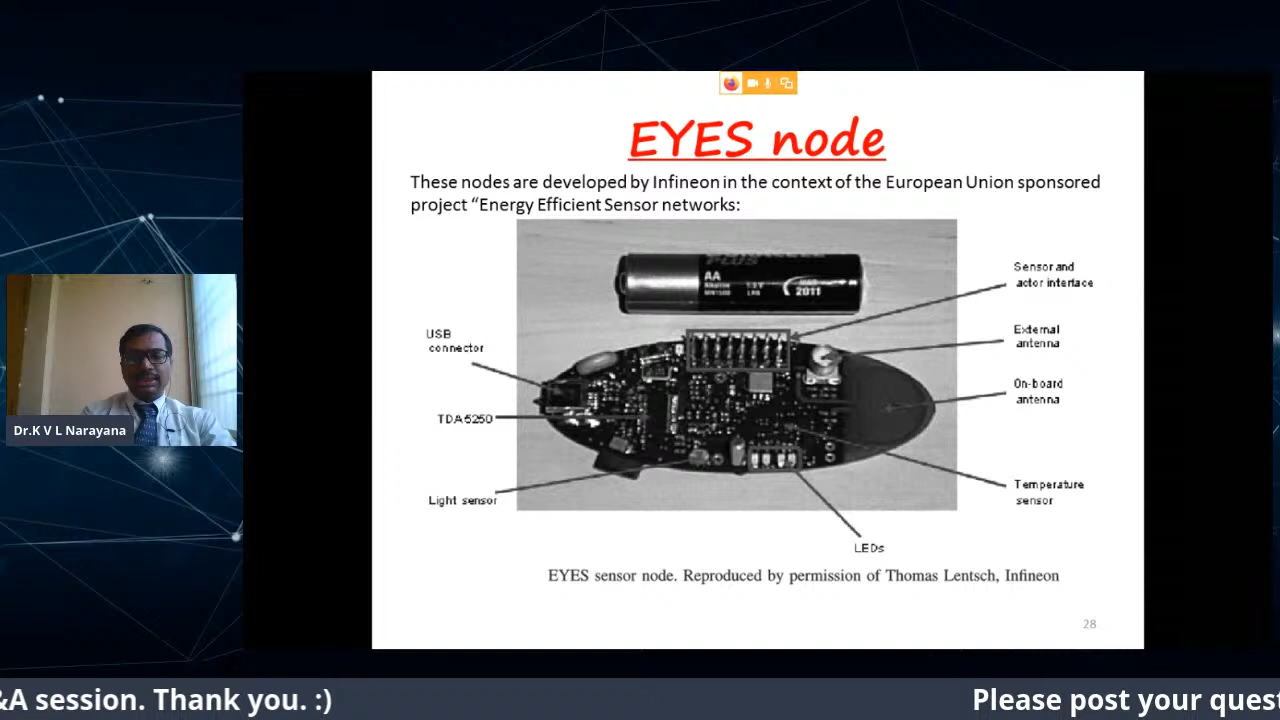 EYES node
These nodes are developed by Infineon in the context of the European Union sponsored
project “Energy Efficient Sensor networks:
AA
2011
Sensor and
actor interface
External
antenna
On-board
antenna
Temperature
sensor
LEDs
USB
connector
TDA5250
Light sensor
EYES sensor node. Reproduced by permission of Thomas Lentsch, Infineon
28
Dr.K V L Narayana
&A session. Thank you. :)
Please post your quest